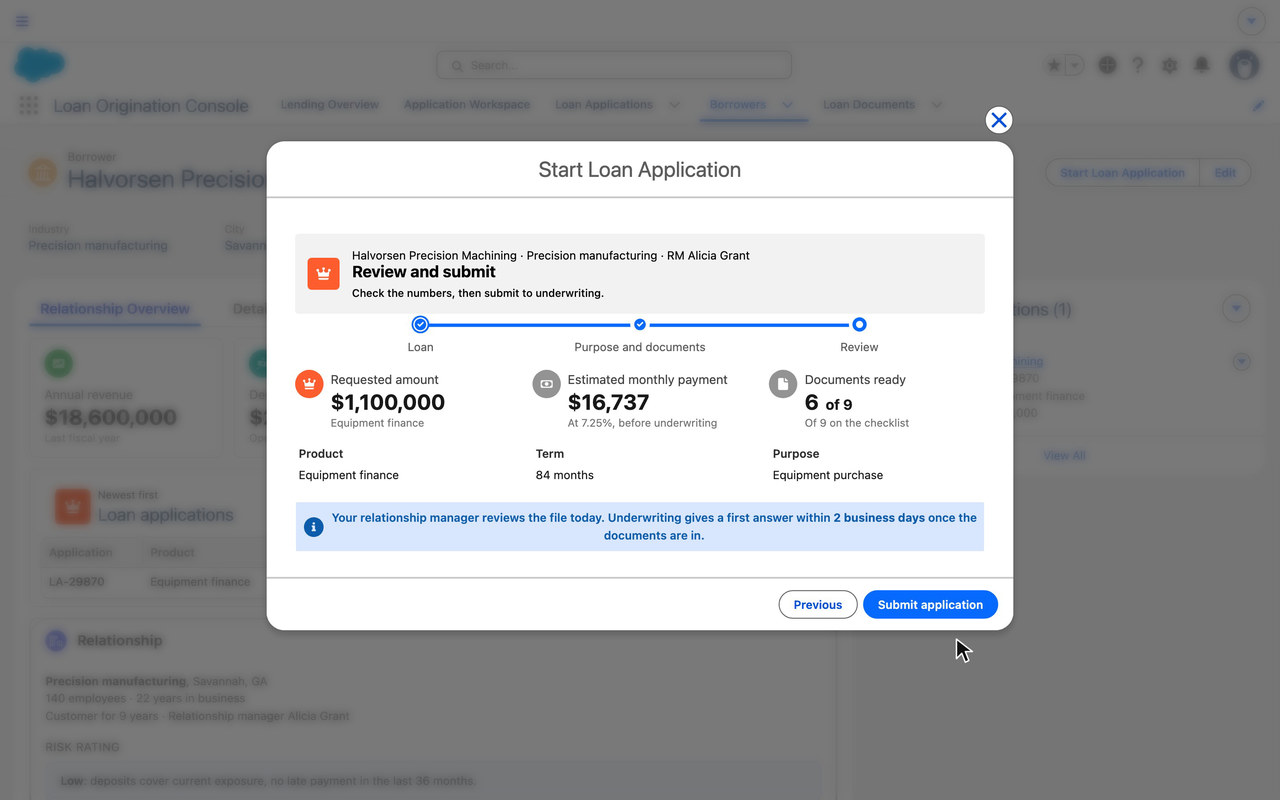 Search...
Loan Origination Console
Lending Overview
Application Workspace
Loan Applications
Borrowers
Loan Documents
Borrower
Halvorsen Precisio
Start Loan Application
Edit
Industry
Precision manufacturing
City
Savann
Start Loan Application
Halvorsen Precision Machining · Precision manufacturing · RM Alicia Grant
Review and submit
Check the numbers, then submit to underwriting.
Loan
Purpose and documents
Review
Requested amount
$1,100,000
Equipment finance
Estimated monthly payment
$16,737
At 7.25%, before underwriting
Documents ready
6 of 9
Of 9 on the checklist
Product
Equipment finance
Term
84 months
Purpose
Equipment purchase
Your relationship manager reviews the file today. Underwriting gives a first answer within 2 business days once the
documents are in.
Previous
Submit application
Relationship Overview
Detai
Annual revenue
$18,600,000
Last fiscal year
Newest first
Loan applications
Application
Product
LA-29870
Equipment finance
Relationship
Precision manufacturing, Savannah, GA
140 employees · 22 years in business
Customer for 9 years · Relationship manager Alicia Grant
RISK RATING
Low: deposits cover current exposure, no late payment in the last 36 months
tions (1)
ining
9870
ment finance
,000
View All